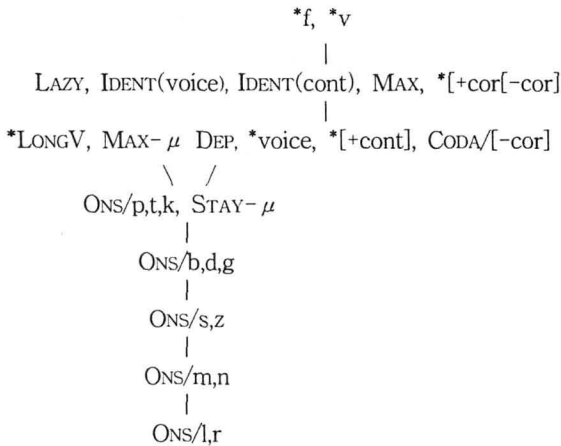 *f, *v
LAZY, IDENT(voice), IDENT(cont), MAX, *[+cor[-cor]
*LONGV, MAX-μ DEP, *voice, *[+cont], CODA/[-cor]
ONS/p,t,k, STAY-μ
ONS/b,d,g
ONS/s,z
ONS/m,n
ONS/l,r